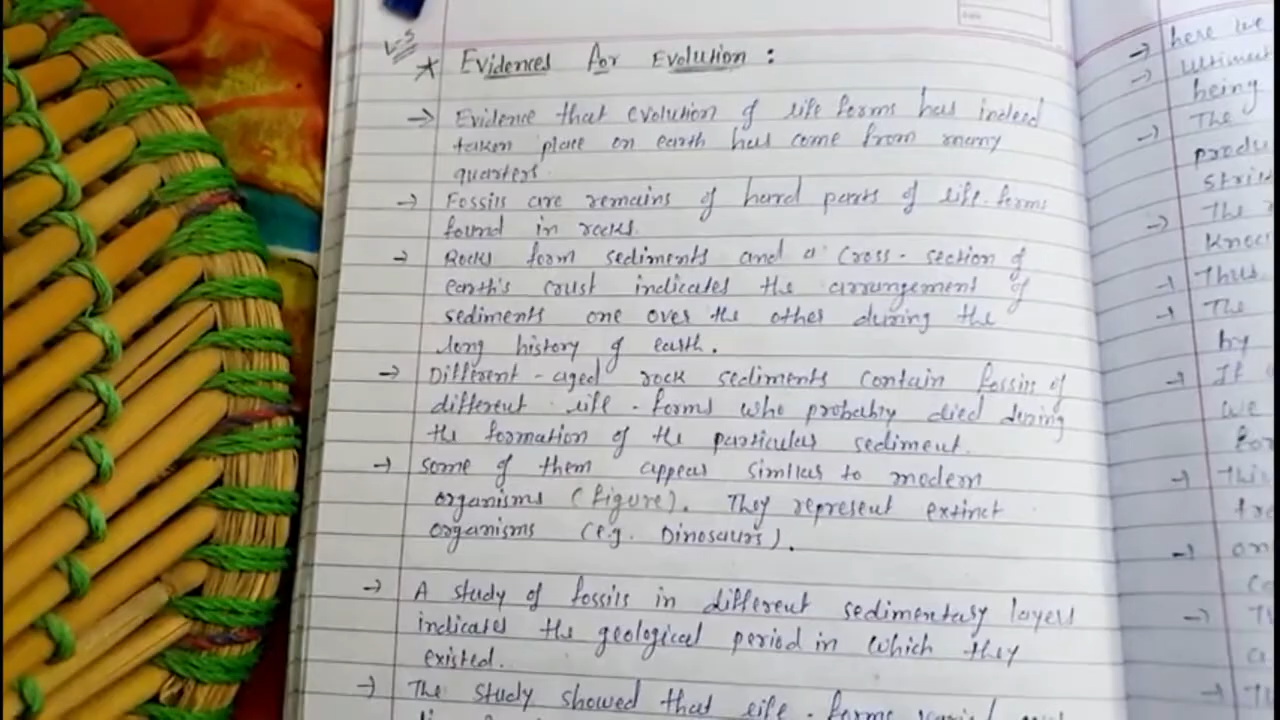 L-5
* Evidences For Evolution :
→ Evidence that evolution of life forms has indeed
taken place on earth has come from many
quarters.
→ Fossils are remains of hard parts of life-forms
found in rocks.
→ Rocks form sediments and a cross-section of
earth's crust indicates the arrangement of
sediments one over the other during the
long history of earth.
→ Different-aged rock sediments contain fossils of
different life-forms who probably died during
the formation of the particular sediment.
→ some of them appear similar to modern
organisms (figure). They represent extinct
organisms (e.g. Dinosaurs).
→ A study of fossils in different sedimentary layers
indicates the geological period in which they
existed.
→ The study showed that life-forms varied
→ here we
→
being
→ The
→ The
→ Thus
→ The
by
→ If
we
→
→ on